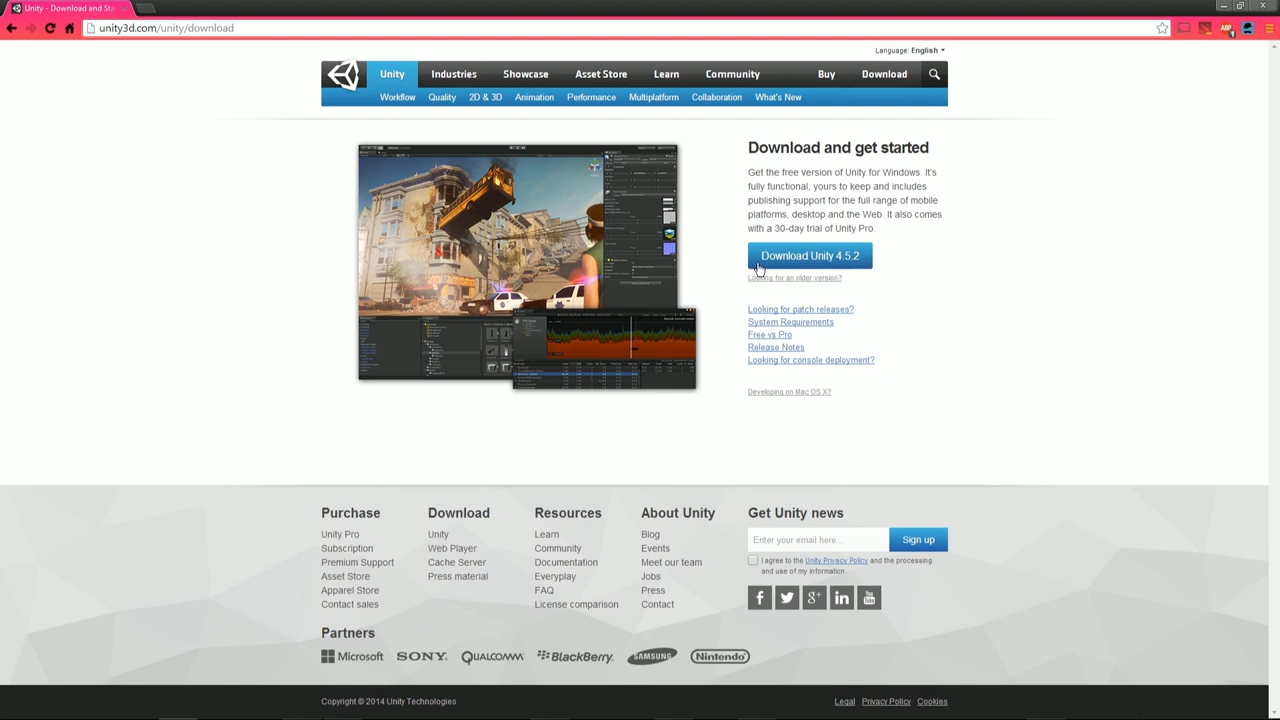 Unity - Download and Sta
unity3d.com/unity/download
Language: English
Unity Industries Showcase Asset Store Learn Community Buy Download
Workflow Quality 2D & 3D Animation Performance Multiplatform Collaboration What's New
Download and get started
Get the free version of Unity for Windows. It's
fully functional, yours to keep and includes
publishing support for the full range of mobile
platforms, desktop and the Web. It also comes
with a 30-day trial of Unity Pro.
Download Unity 4.5.2
Looking for an older version?
Looking for patch releases?
System Requirements
Free vs Pro
Release Notes
Looking for console deployment?
Developing on Mac OS X?
Purchase
Unity Pro
Subscription
Premium Support
Asset Store
Apparel Store
Contact sales
Download
Unity
Web Player
Cache Server
Press material
Resources
Learn
Community
Documentation
Everyplay
FAQ
License comparison
About Unity
Blog
Events
Meet our team
Jobs
Press
Contact
Get Unity news
Enter your email here...
Sign up
I agree to the Unity Privacy Policy and the processing
and use of my information
Partners
Microsoft SONY QUALCOMM BlackBerry SAMSUNG Nintendo
Copyright © 2014 Unity Technologies
Legal Privacy Policy Cookies